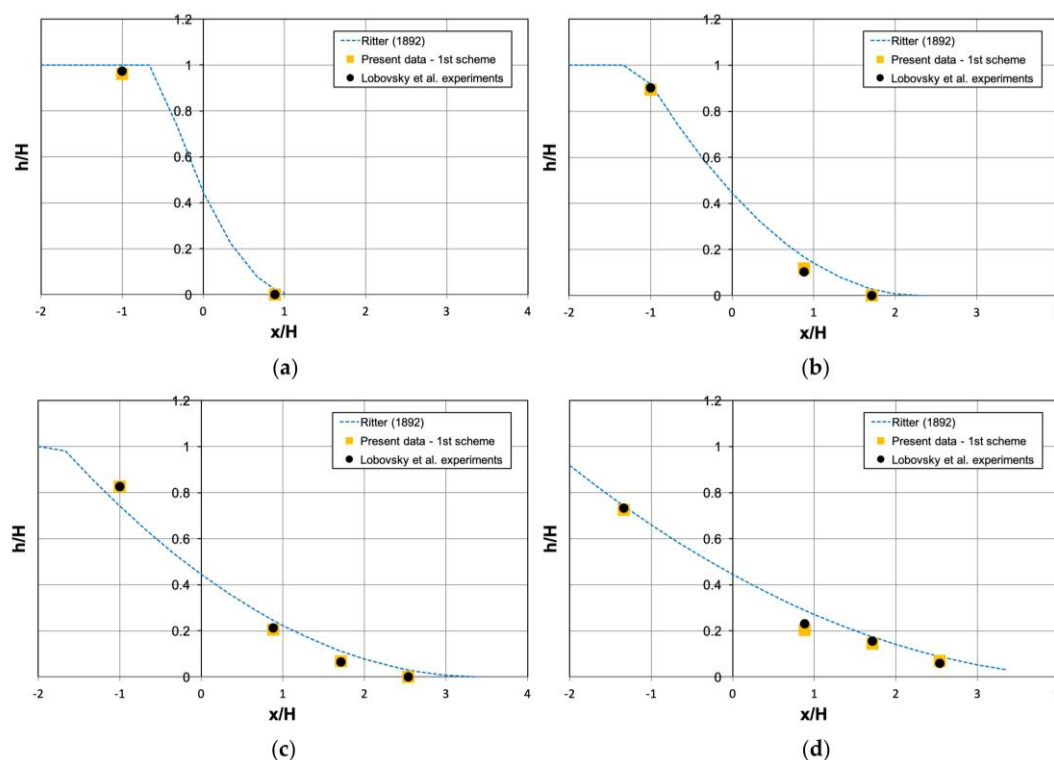 1.2
Ritter (1892)
Present data - 1st scheme
Lobovsky et al. experiments
1
0.8
0.6
0.4
0.2
0
h/H
-2 -1 0 1 2 3 4
x/H
(a)
1.2
Ritter (1892)
Present data - 1st scheme
Lobovsky et al. experiments
1
0.8
0.6
0.4
0.2
0
h/H
-2 -1 0 1 2 3
x/H
(b)
1.2
Ritter (1892)
Present data - 1st scheme
Lobovsky et al. experiments
1
0.8
0.6
0.4
0.2
0
h/H
-2 -1 0 1 2 3 4
x/H
(c)
1.2
Ritter (1892)
Present data - 1st scheme
Lobovsky et al. experiments
1
0.8
0.6
0.4
0.2
0
h/H
-2 -1 0 1 2 3
x/H
(d)